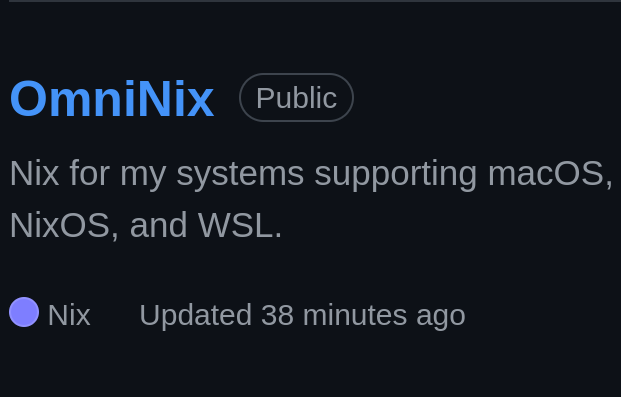 OmniNix Public
Nix for my systems supporting macOS,
NixOS, and WSL.
Nix Updated 38 minutes ago